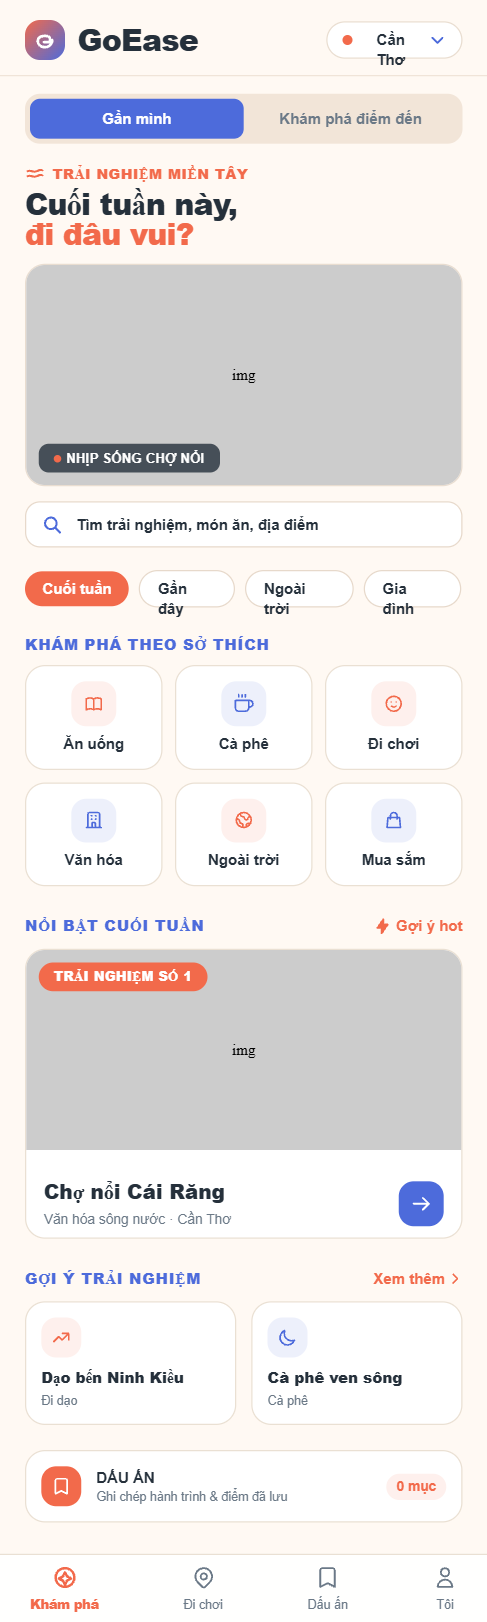 GoEase
Cần
Thơ
Gần mình
Khám phá điểm đến
TRẢI NGHIỆM MIỀN TÂY
Cuối tuần này,
đi đâu vui?
img
NHỊP SÓNG CHỢ NỔI
Tìm trải nghiệm, món ăn, địa điểm
Cuối tuần
Gần
đây
Ngoài
trời
Gia
đình
KHÁM PHÁ THEO SỞ THÍCH
Ăn uống
Cà phê
Đi chơi
Văn hóa
Ngoài trời
Mua sắm
NỔI BẬT CUỐI TUẦN
Gợi ý hot
TRẢI NGHIỆM SỐ 1
img
Chợ nổi Cái Răng
Văn hóa sông nước · Cần Thơ
GỢI Ý TRẢI NGHIỆM
Xem thêm
Dạo bến Ninh Kiều
Đi dạo
Cà phê ven sông
Cà phê
DẤU ẤN
Ghi chép hành trình & điểm đã lưu
0 mục
Khám phá
Đi chơi
Dấu ấn
Tôi